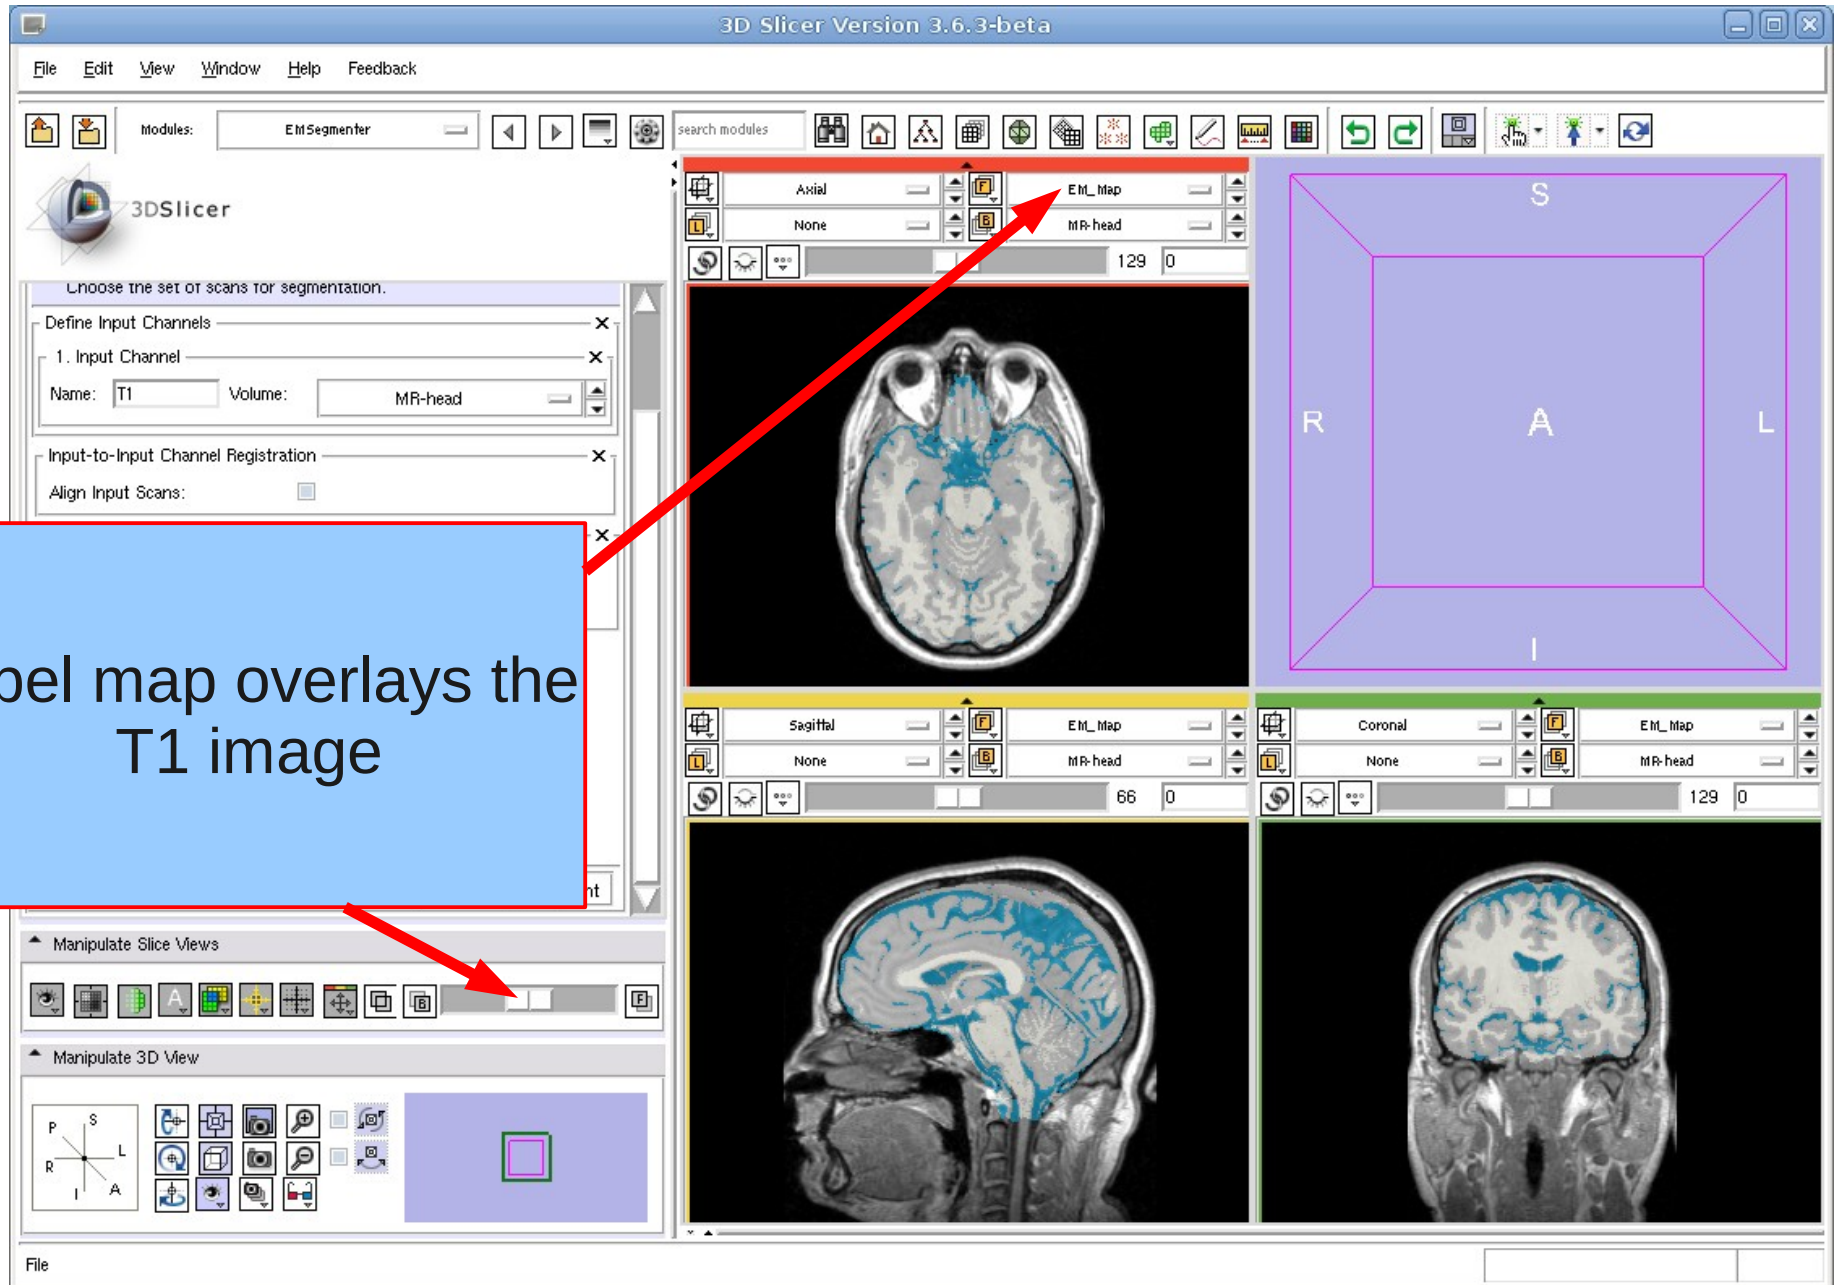 3D Slicer Version 3.6.3-beta
File Edit View Window Help Feedback
Modules: EMSegmenter search modules
3DSlicer
Choose the set of scans for segmentation.
Define Input Channels
1. Input Channel
Name: T1 Volume: MR-head
Input-to-Input Channel Registration
Align Input Scans:
bel map overlays the
T1 image
nt
Manipulate Slice Views
A B F
Manipulate 3D View
P S
R L
I A
File
Axial F EM_Map
L None B MR-head
129 0
S
R A L
I
Sagittal F EM_Map
L None B MR-head
66 0
Coronal F EM_Map
L None B MR-head
129 0